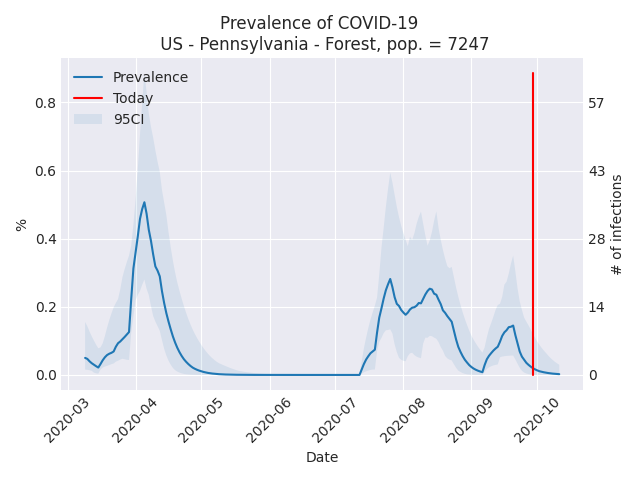 Prevalence of COVID-19
US - Pennsylvania - Forest, pop. = 7247
Prevalence
Today
95CI
0.8
0.6
0.4
0.2
0.0
%
57
43
28
14
0
# of infections
2020-03
2020-04
2020-05
2020-06
2020-07
2020-08
2020-09
2020-10
Date